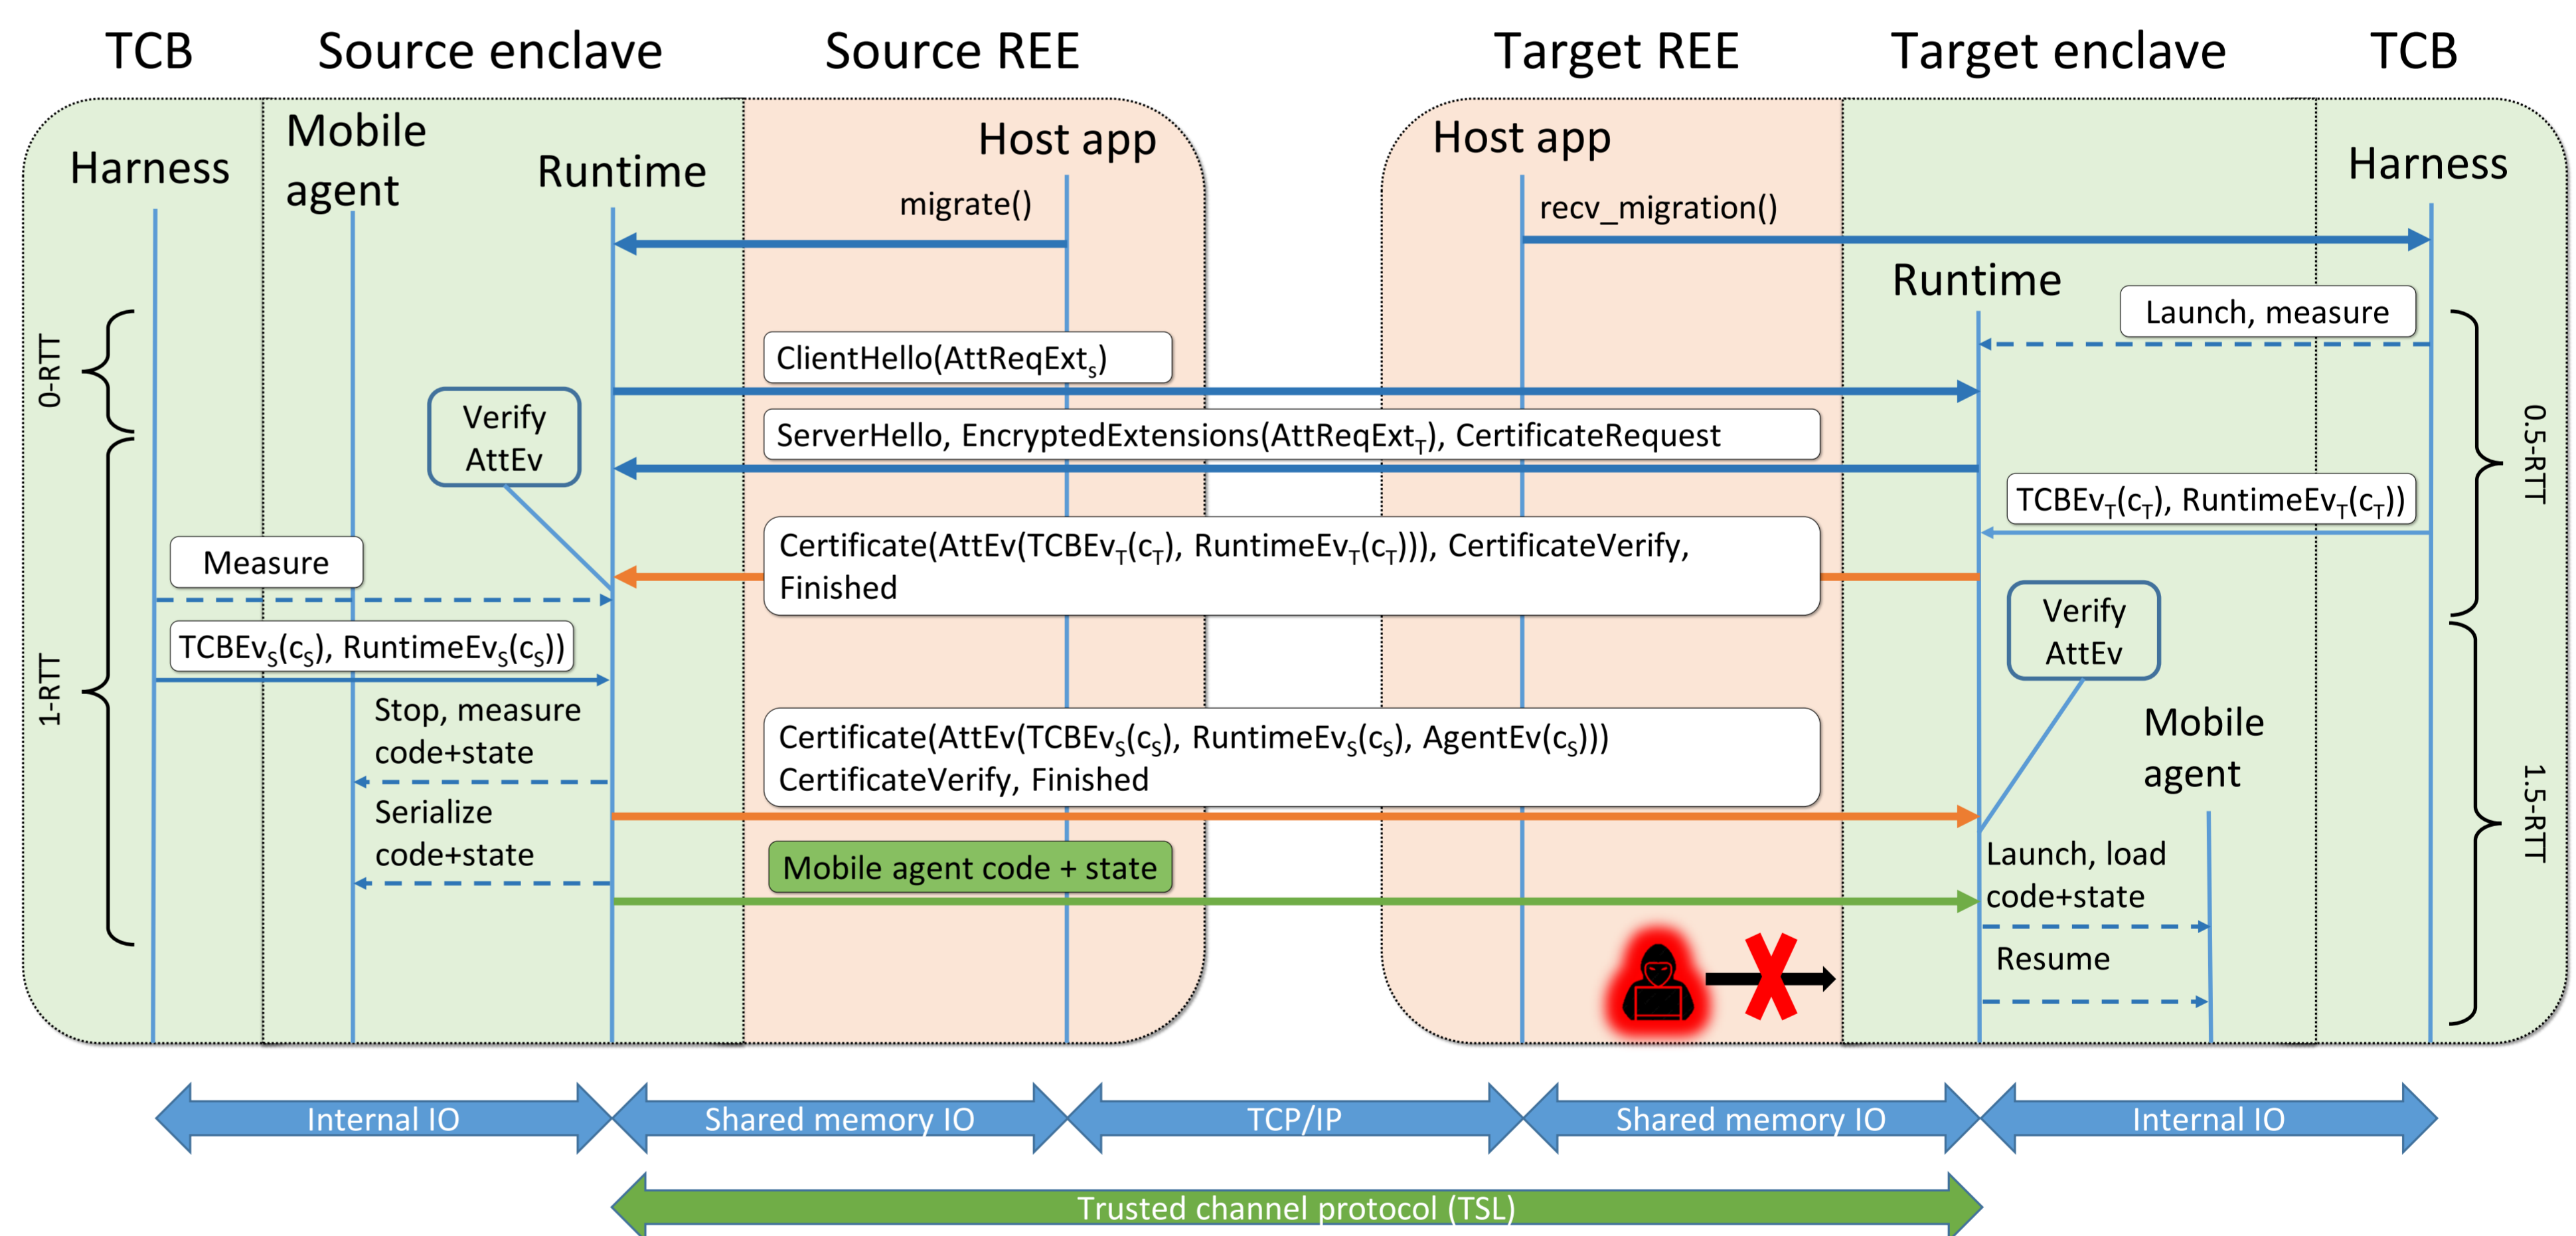 TCB
Source enclave
Source REE
Target REE
Target enclave
TCB
Harness
Mobile
agent
Runtime
Host app
migrate()
Host app
recv_migration()
Harness
Runtime
Launch, measure
0-RTT
ClientHello(AttReqExtS)
Verify
AttEv
ServerHello, EncryptedExtensions(AttReqExtT), CertificateRequest
0.5-RTT
TCBEvT(cT), RuntimeEvT(cT))
Certificate(AttEv(TCBEvT(cT), RuntimeEvT(cT))), CertificateVerify,
Finished
Measure
Verify
AttEv
TCBEvS(cS), RuntimeEvS(cS))
1-RTT
Stop, measure
code+state
Certificate(AttEv(TCBEvS(cS), RuntimeEvS(cS), AgentEv(cS)))
CertificateVerify, Finished
Mobile
agent
1.5-RTT
Serialize
code+state
Mobile agent code + state
Launch, load
code+state
Resume
Internal IO
Shared memory IO
TCP/IP
Shared memory IO
Internal IO
Trusted channel protocol (TSL)